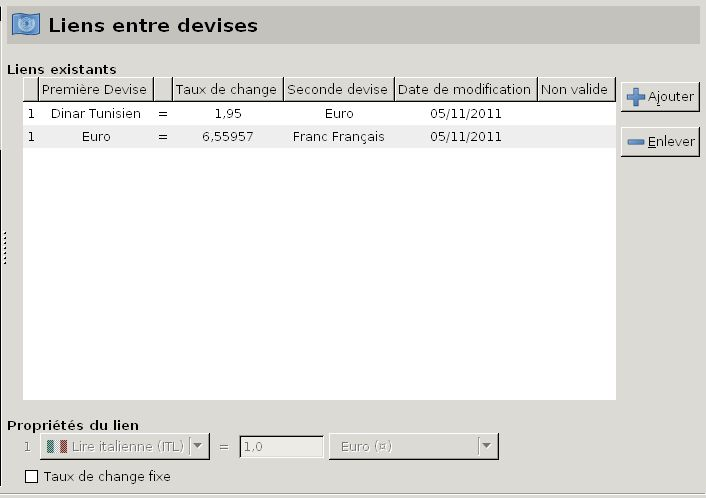 Liens entre devises
Liens existants
Première Devise Taux de change Seconde devise Date de modification Non valide
1 Dinar Tunisien = 1,95 Euro 05/11/2011
1 Euro = 6,55957 Franc Français 05/11/2011
Ajouter
Enlever
Propriétés du lien
1 Lire italienne (ITL) = 1,0 Euro (¤)
Taux de change fixe